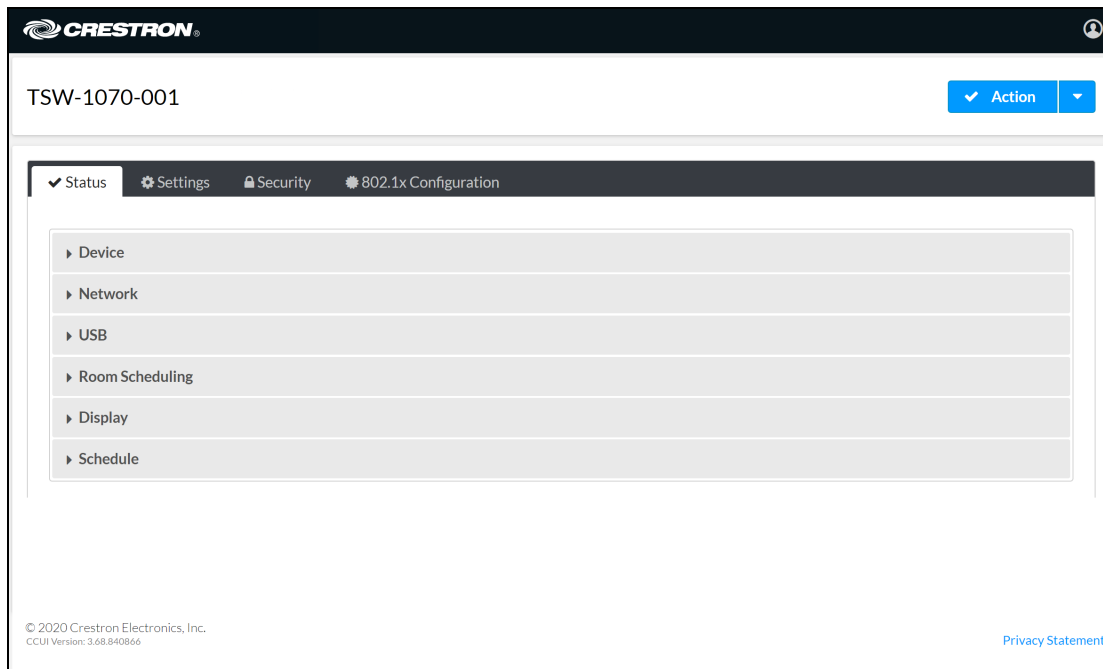 CRESTRON®
TSW-1070-001
Action
Status Settings Security 802.1x Configuration
Device
Network
USB
Room Scheduling
Display
Schedule
© 2020 Crestron Electronics, Inc.
CCUI Version: 3.68.840866
Privacy Statement